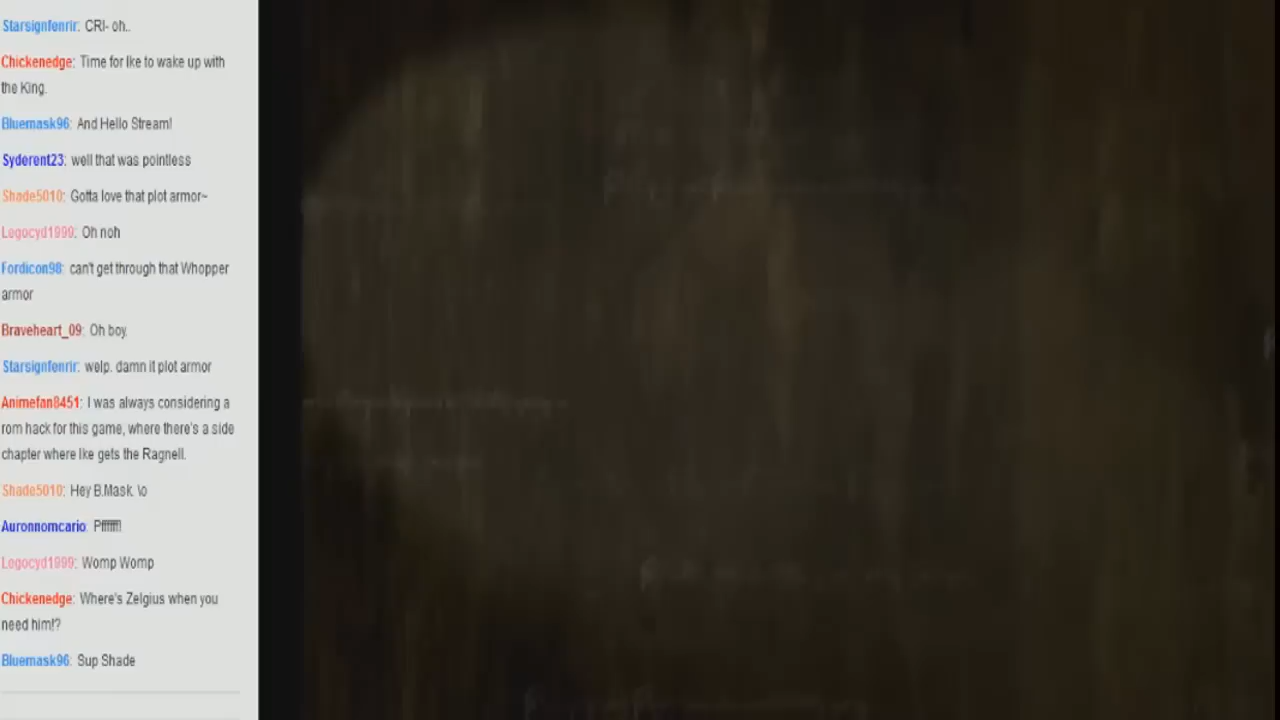 Starsignfenrir: CRI- oh..
Chickenedge: Time for Ike to wake up with
the King.
Bluemask96: And Hello Stream!
Syderent23: well that was pointless
Shade5010: Gotta love that plot armor~
Legocyd1999: Oh noh
Fordicon98: can't get through that Whopper
armor
Braveheart_09: Oh boy.
Starsignfenrir: welp. damn it plot armor
Animefan8451: I was always considering a
rom hack for this game, where there's a side
chapter where Ike gets the Ragnell.
Shade5010: Hey B.Mask. \o
Auronnomcario: Pffffff!
Legocyd1999: Womp Womp
Chickenedge: Where's Zelgius when you
need him!?
Bluemask96: Sup Shade